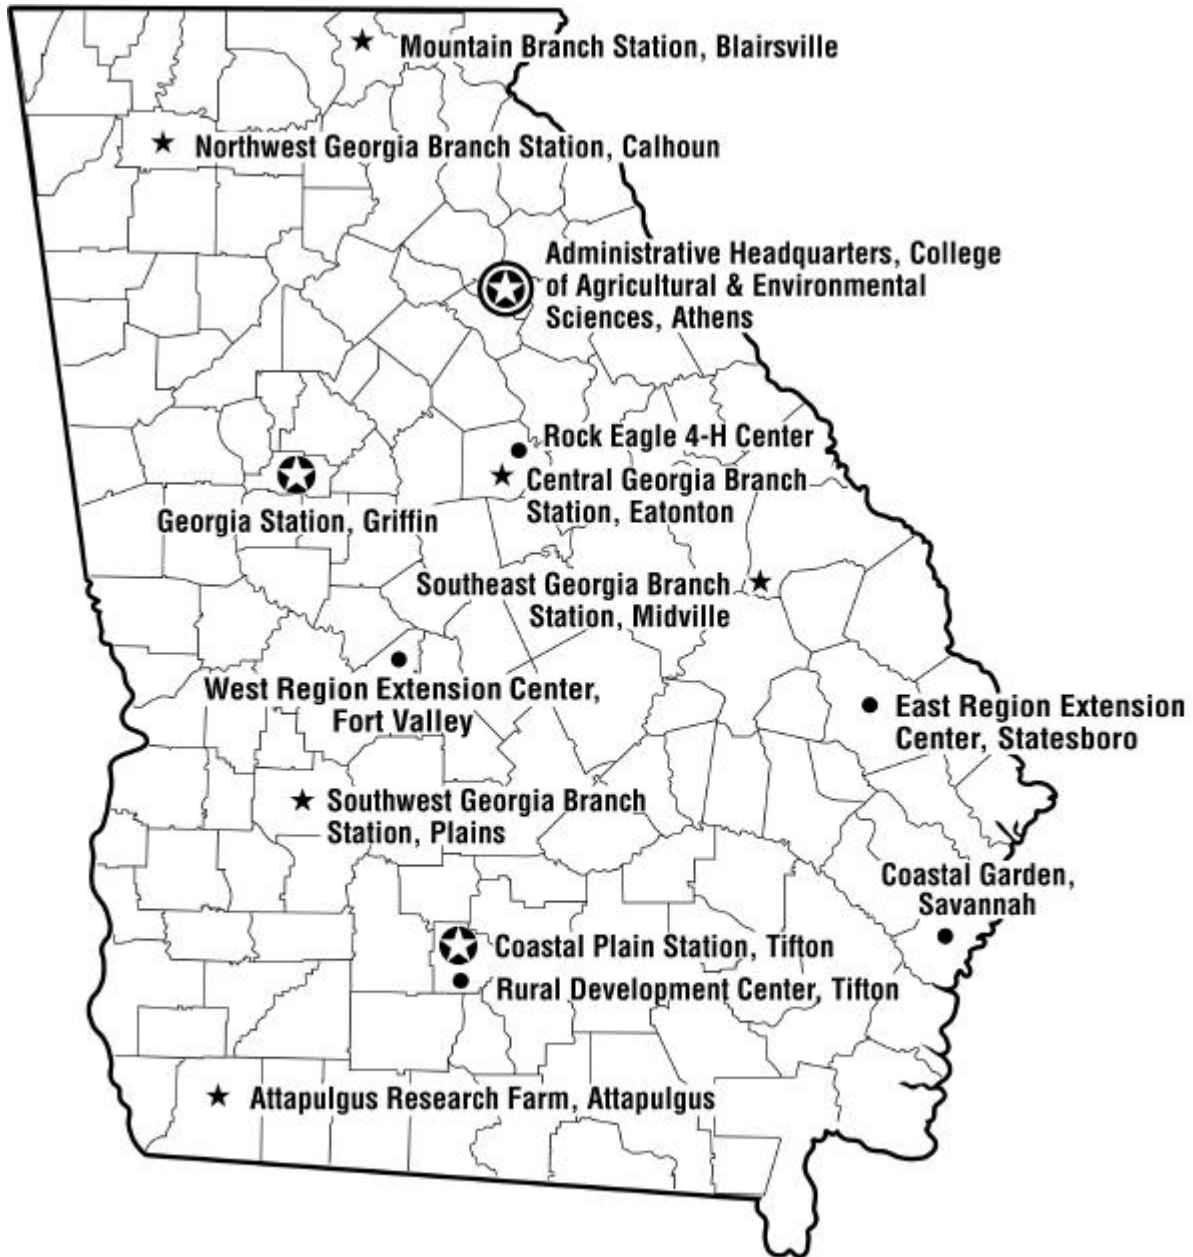 Mountain Branch Station, Blairsville
Northwest Georgia Branch Station, Calhoun
Administrative Headquarters, College
of Agricultural & Environmental
Sciences, Athens
Rock Eagle 4-H Center
Central Georgia Branch
Station, Eatonton
Georgia Station, Griffin
Southeast Georgia Branch
Station, Midville
West Region Extension Center,
Fort Valley
East Region Extension
Center, Statesboro
Southwest Georgia Branch
Station, Plains
Coastal Garden,
Savannah
Coastal Plain Station, Tifton
Rural Development Center, Tifton
Attapulgus Research Farm, Attapulgus